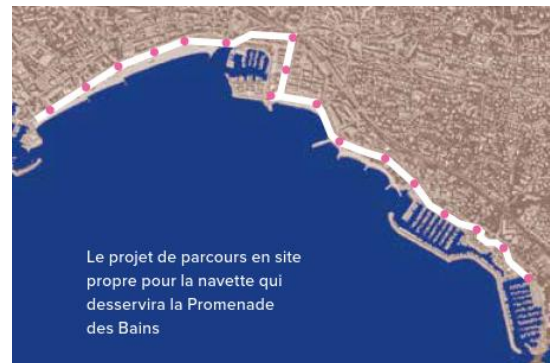 Le projet de parcours en site
propre pour la navette qui
desservira la Promenade
des Bains